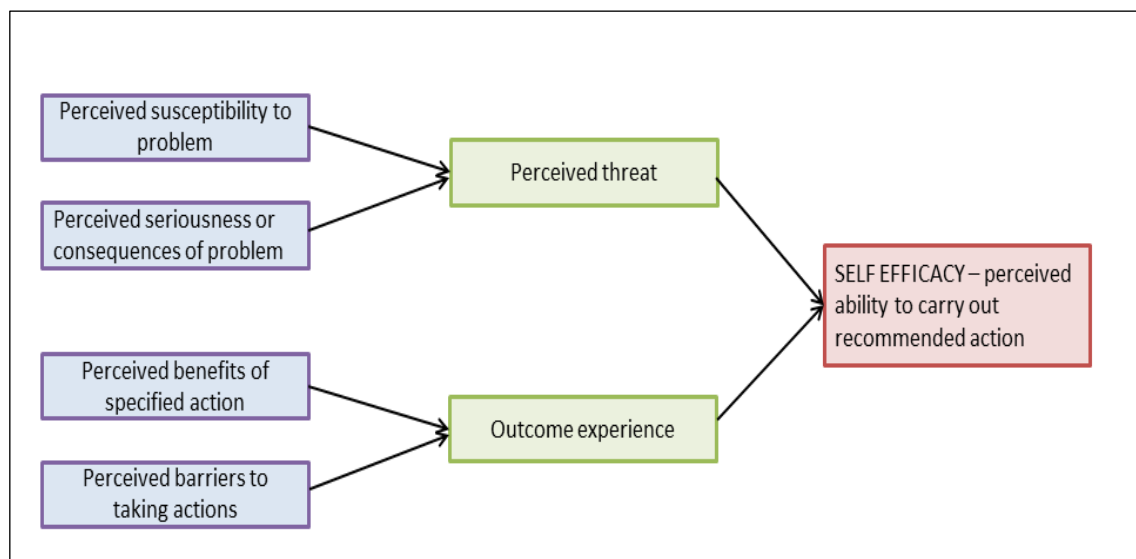 Perceived susceptibility to
problem
Perceived seriousness or
consequences of problem
Perceived threat
SELF EFFICACY – perceived
ability to carry out
recommended action
Perceived benefits of
specified action
Perceived barriers to
taking actions
Outcome experience